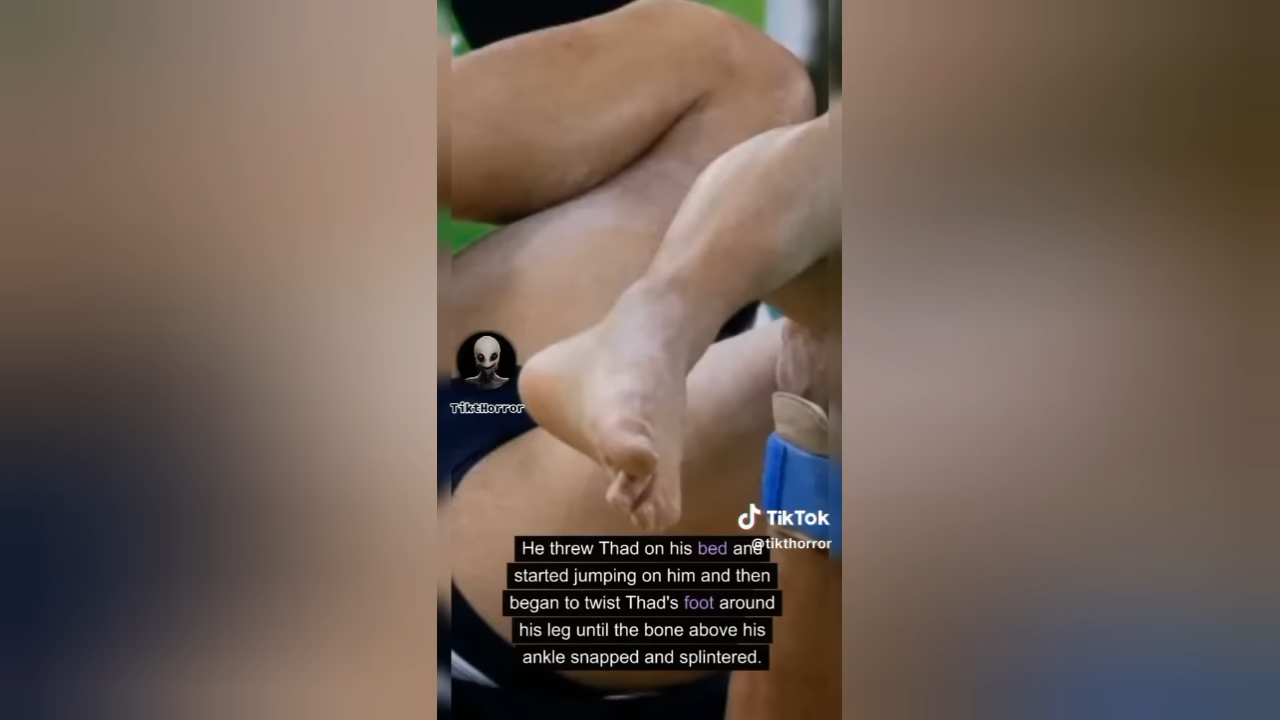 TiktHorror
TikTok
@tikthorror
He threw Thad on his bed and
started jumping on him and then
began to twist Thad's foot around
his leg until the bone above his
ankle snapped and splintered.